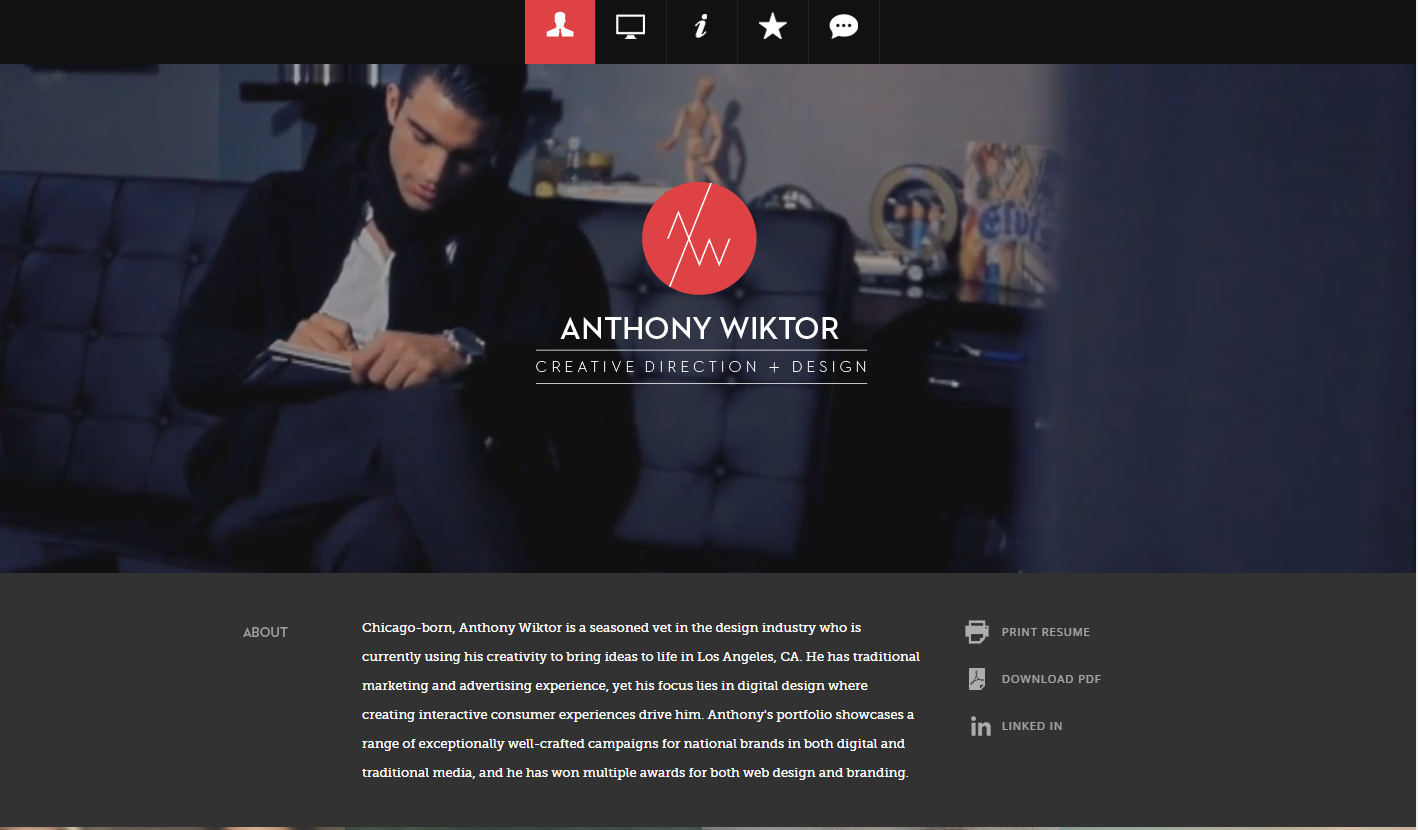 ANTHONY WIKTOR
CREATIVE DIRECTION + DESIGN
Elvis
ABOUT
Chicago-born, Anthony Wiktor is a seasoned vet in the design industry who is
currently using his creativity to bring ideas to life in Los Angeles, CA. He has traditional
marketing and advertising experience, yet his focus lies in digital design where
creating interactive consumer experiences drive him. Anthony's portfolio showcases a
range of exceptionally well-crafted campaigns for national brands in both digital and
traditional media, and he has won multiple awards for both web design and branding.
PRINT RESUME
DOWNLOAD PDF
in LINKED IN